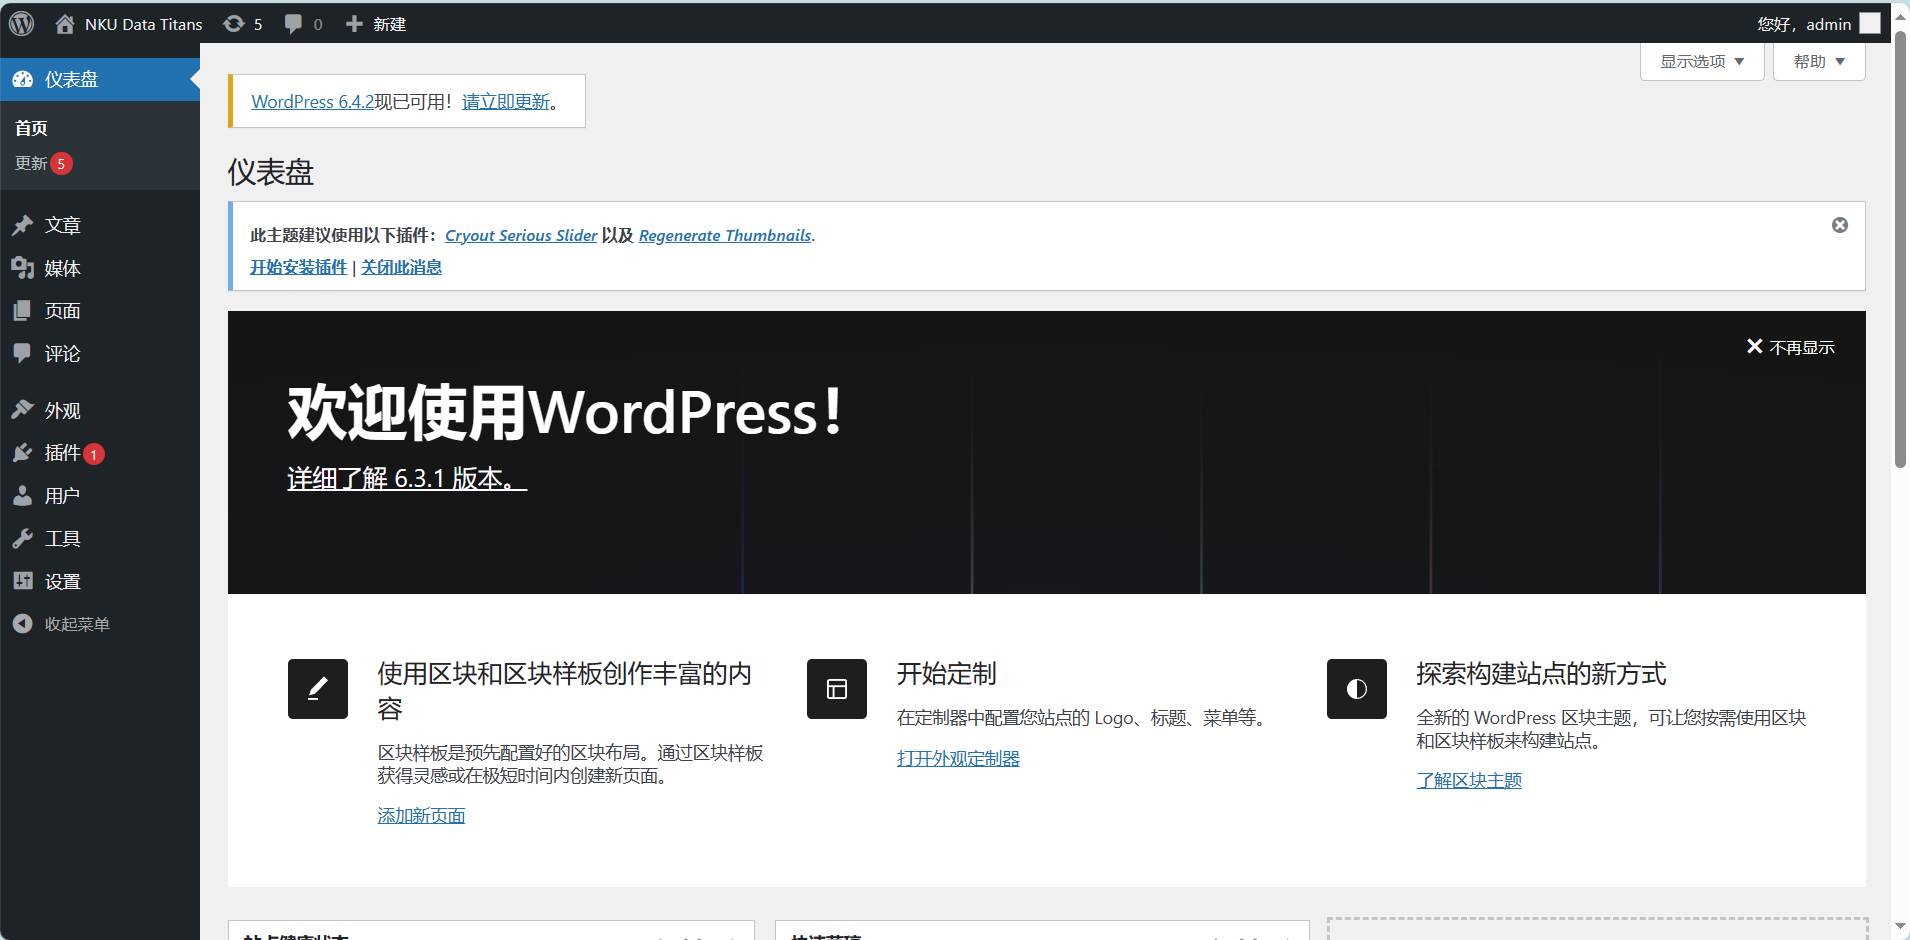 NKU Data Titans 5 0 新建 您好，admin
显示选项 帮助
仪表盘
首页
更新 5
文章
媒体
页面
评论
外观
插件 1
用户
工具
设置
收起菜单
WordPress 6.4.2现已可用！请立即更新。
仪表盘
此主题建议使用以下插件：Cryout Serious Slider 以及 Regenerate Thumbnails.
开始安装插件 | 关闭此消息
不再显示
欢迎使用WordPress！
详细了解 6.3.1 版本。
使用区块和区块样板创作丰富的内
容
区块样板是预先配置好的区块布局。通过区块样板
获得灵感或在极短时间内创建新页面。
添加新页面
开始定制
在定制器中配置您站点的 Logo、标题、菜单等。
打开外观定制器
探索构建站点的新方式
全新的 WordPress 区块主题，可让您按需使用区块
和区块样板来构建站点。
了解区块主题
站点健康状态
快速草稿